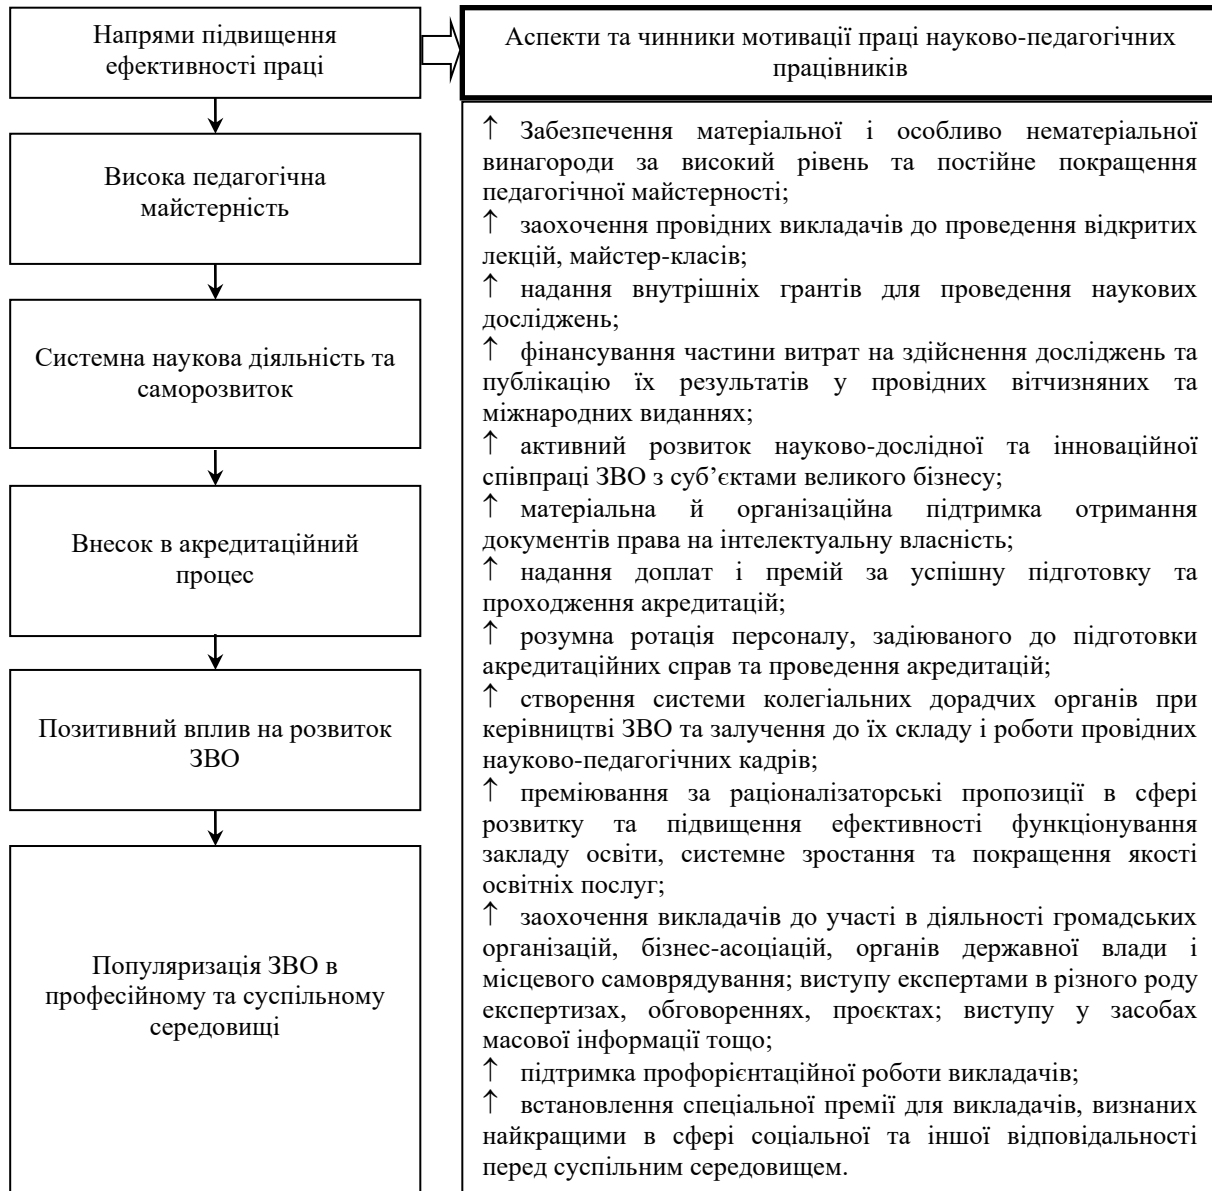 Напрями підвищення
ефективності праці
Аспекти та чинники мотивації праці науково-педагогічних
працівників
Висока педагогічна
майстерність
Системна наукова діяльність та
саморозвиток
Внесок в акредитаційний
процес
Позитивний вплив на розвиток
ЗВО
Популяризація ЗВО в
професійному та суспільному
середовищі
↑ Забезпечення матеріальної і особливо нематеріальної
винагороди за високий рівень та постійне покращення
педагогічної майстерності;
↑ заохочення провідних викладачів до проведення відкритих
лекцій, майстер-класів;
↑ надання внутрішніх грантів для проведення наукових
досліджень;
↑ фінансування частини витрат на здійснення досліджень та
публікацію їх результатів у провідних вітчизняних та
міжнародних виданнях;
↑ активний розвиток науково-дослідної та інноваційної
співпраці ЗВО з суб’єктами великого бізнесу;
↑ матеріальна й організаційна підтримка отримання
документів права на інтелектуальну власність;
↑ надання доплат і премій за успішну підготовку та
проходження акредитацій;
↑ розумна ротація персоналу, задіюваного до підготовки
акредитаційних справ та проведення акредитацій;
↑ створення системи колегіальних дорадчих органів при
керівництві ЗВО та залучення до їх складу і роботи провідних
науково-педагогічних кадрів;
↑ преміювання за раціоналізаторські пропозиції в сфері
розвитку та підвищення ефективності функціонування
закладу освіти, системне зростання та покращення якості
освітніх послуг;
↑ заохочення викладачів до участі в діяльності громадських
організацій, бізнес-асоціацій, органів державної влади і
місцевого самоврядування; виступу експертами в різного роду
експертизах, обговореннях, проєктах; виступу у засобах
масової інформації тощо;
↑ підтримка профорієнтаційної роботи викладачів;
↑ встановлення спеціальної премії для викладачів, визнаних
найкращими в сфері соціальної та іншої відповідальності
перед суспільним середовищем.